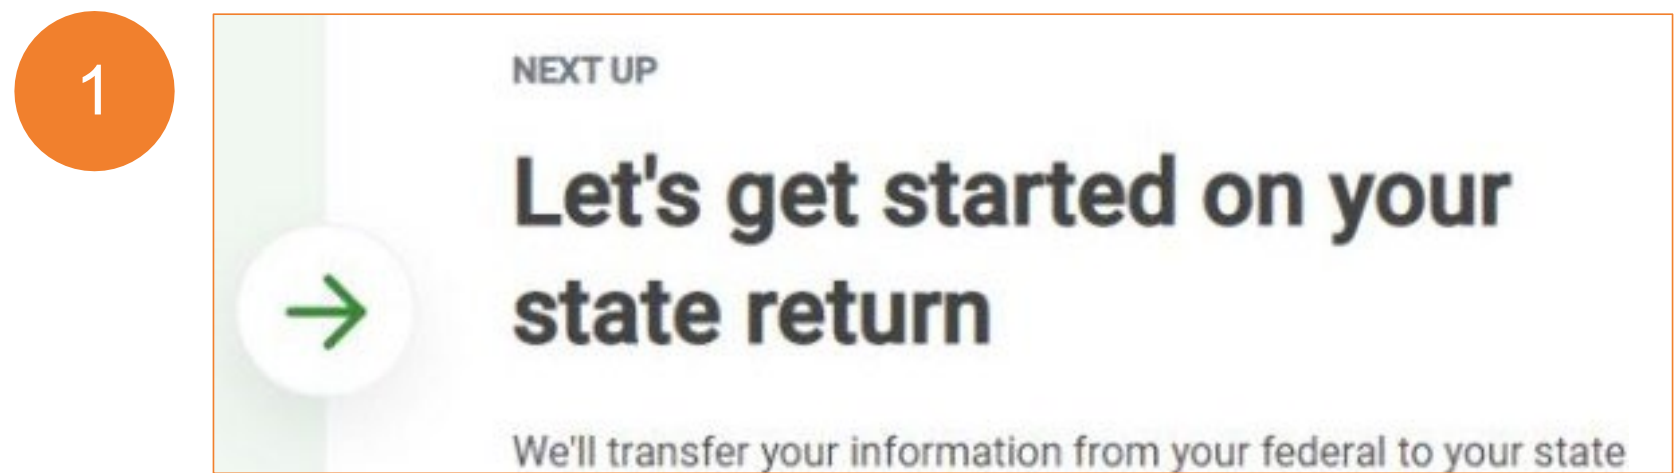 1
NEXT UP
Let's get started on your
state return
We'll transfer your information from your federal to your state